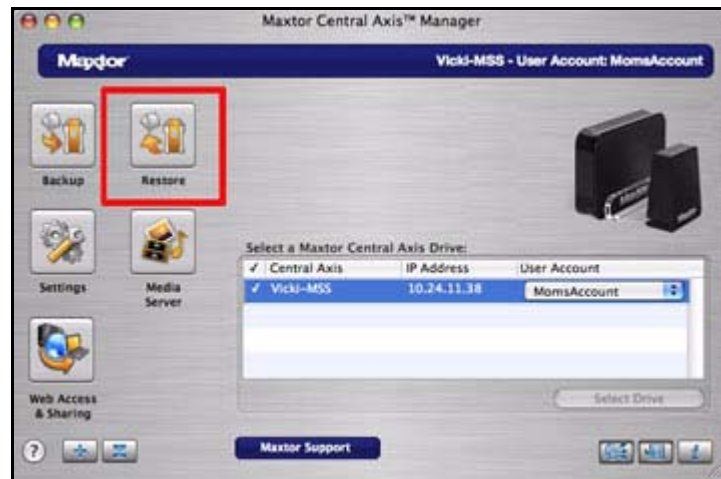 Maxtor Central Axis™ Manager
Maxtor
Vicki-MSS - User Account: MomsAccount
Backup
Restore
Settings
Media Server
Web Access & Sharing
Select a Maxtor Central Axis Drive:
✓ Central Axis IP Address User Account
✓ Vicki-MSS 10.24.11.38 MomsAccount
Select Drive
?
Maxtor Support
i